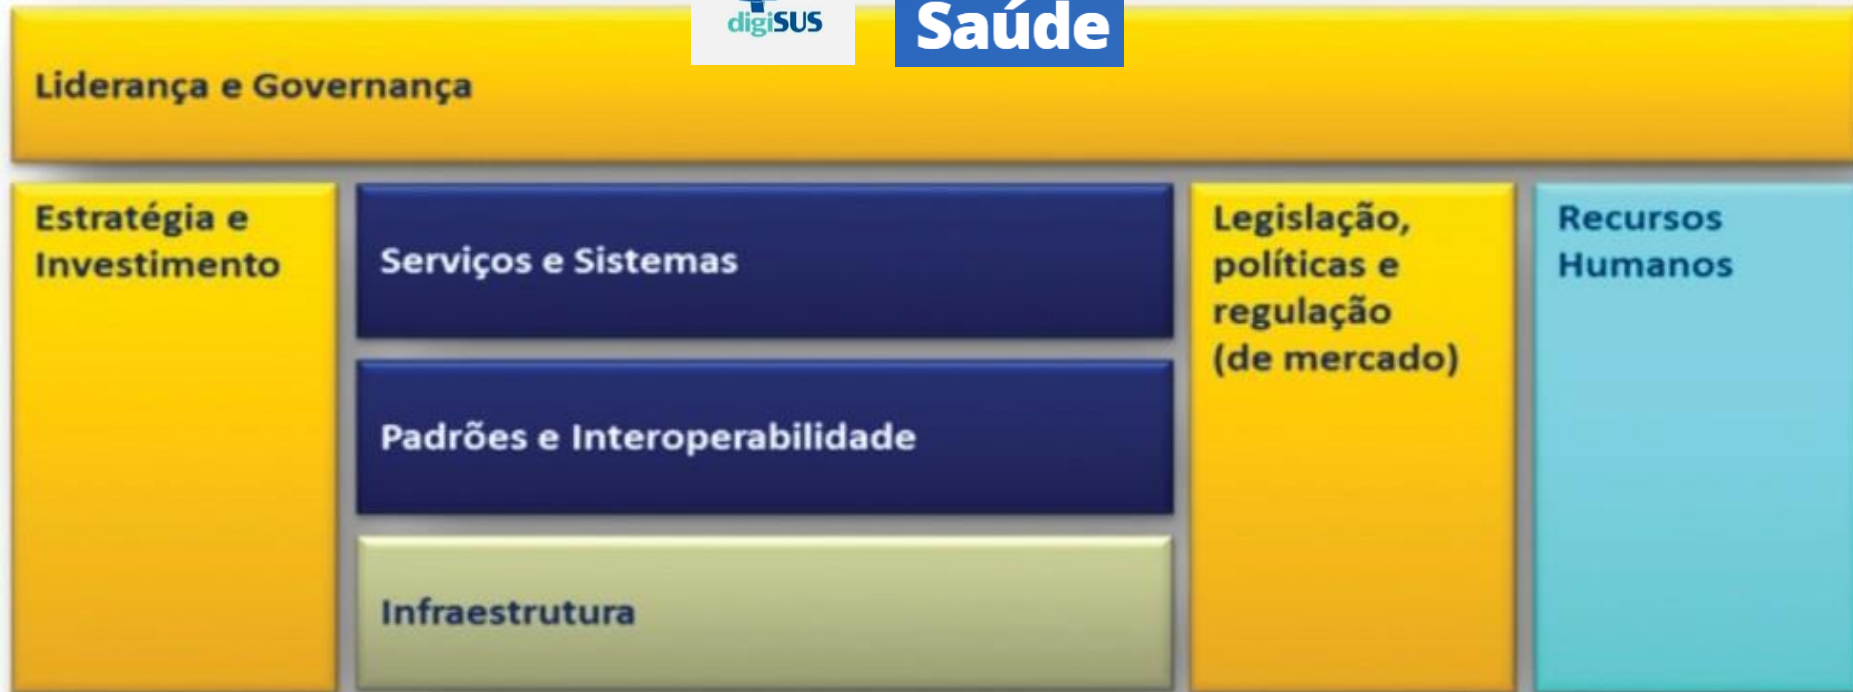 digiSUS
Saúde
Liderança e Governança
Estratégia e
Investimento
Serviços e Sistemas
Padrões e Interoperabilidade
Infraestrutura
Legislação,
políticas e
regulação
(de mercado)
Recursos
Humanos